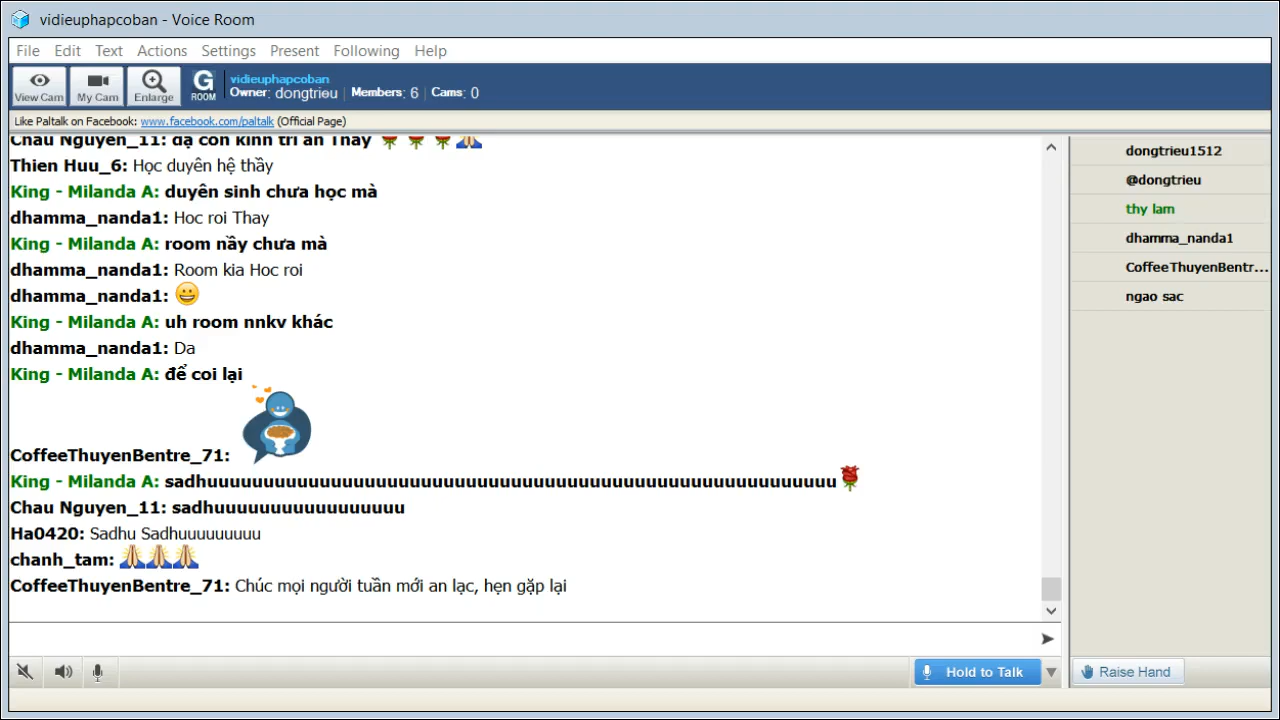 vidieuphapcoban - Voice Room
File Edit Text Actions Settings Present Following Help
View Cam My Cam Enlarge G ROOM vidieuphapcoban
Owner: dongtrieu Members: 6 Cams: 0
Like Paltalk on Facebook: www.facebook.com/paltalk (Official Page)
Chau Nguyen_11: dạ con kính tri ân Thầy
Thien Huu_6: Học duyên hệ thầy
King - Milanda A: duyên sinh chưa học mà
dhamma_nanda1: Hoc roi Thay
King - Milanda A: room nầy chưa mà
dhamma_nanda1: Room kia Hoc roi
dhamma_nanda1:
King - Milanda A: uh room nnkv khác
dhamma_nanda1: Da
King - Milanda A: để coi lại
CoffeeThuyenBentre_71:
King - Milanda A: sadhuuuuuuuuuuuuuuuuuuuuuuuuuuuuuuuuuuuuuuuuuuuuuuuuuuuuuuuu
Chau Nguyen_11: sadhuuuuuuuuuuuuuuuuu
Ha0420: Sadhu Sadhuuuuuuuuu
chanh_tam:
CoffeeThuyenBentre_71: Chúc mọi người tuần mới an lạc, hẹn gặp lại
dongtrieu1512
@dongtrieu
thy lam
dhamma_nanda1
CoffeeThuyenBentr...
ngao sac
Hold to Talk
Raise Hand